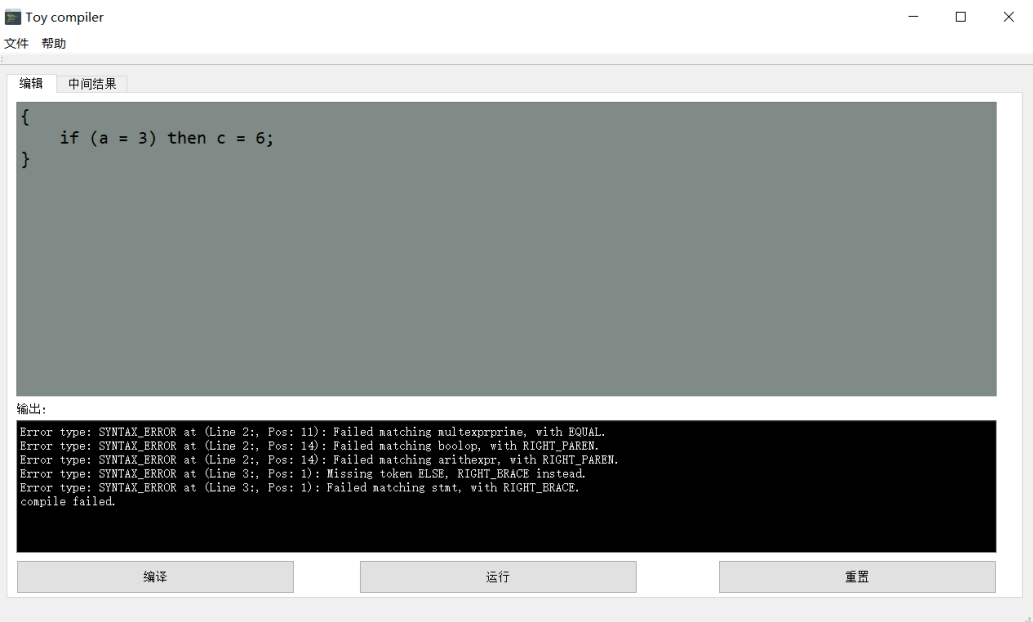 Toy compiler
文件 帮助
编辑 中间结果
{
    if (a = 3) then c = 6;
}
输出:
Error type: SYNTAX_ERROR at (Line 2:, Pos: 11): Failed matching multexprprime, with EQUAL.
Error type: SYNTAX_ERROR at (Line 2:, Pos: 14): Failed matching boolop, with RIGHT_PAREN.
Error type: SYNTAX_ERROR at (Line 2:, Pos: 14): Failed matching arithexpr, with RIGHT_PAREN.
Error type: SYNTAX_ERROR at (Line 3:, Pos: 1): Missing token ELSE, RIGHT_BRACE instead.
Error type: SYNTAX_ERROR at (Line 3:, Pos: 1): Failed matching stmt, with RIGHT_BRACE.
compile failed.
编译 运行 重置